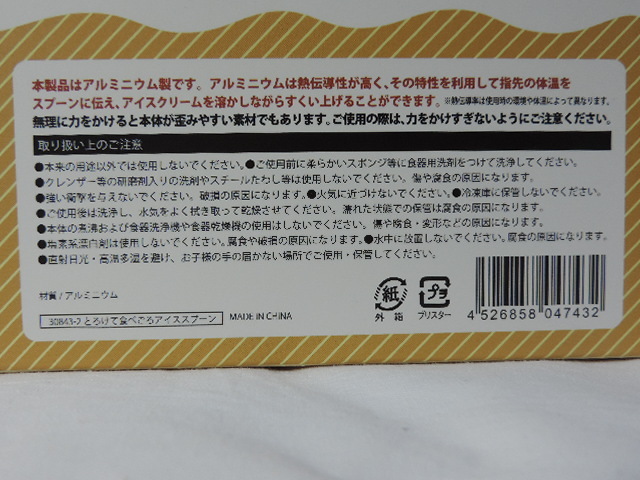 本製品はアルミニウム製です。アルミニウムは熱伝導性が高く、その特性を利用して指先の体温を
スプーンに伝え、アイスクリームを溶かしながらすくい上げることができます。※熱伝導率は使用時の環境や体温によって異なります。
無理に力をかけると本体が歪みやすい素材でもあります。ご使用の際は、力をかけすぎないようにご注意ください。
取り扱い上のご注意
●本来の用途以外では使用しないでください。●ご使用前に柔らかいスポンジ等に食器用洗剤をつけて洗浄してください。
●クレンザー等の研磨剤入りの洗剤やスチールたわし等は使用しないでください。傷や腐食の原因になります。
●強い衝撃を与えないでください。破損の原因になります。●火気に近づけないでください。●冷凍庫に保管しないでください。
●ご使用後は洗浄し、水気をよく拭き取って乾燥させてください。濡れた状態での保管は腐食の原因になります。
●本体の煮沸および食器洗浄機や食器乾燥機の使用はしないでください。傷や腐食・変形などの原因になります。
●塩素系漂白剤は使用しないでください。腐食や破損の原因になります。●水中に放置しないでください。腐食の原因になります。
●直射日光・高温多湿を避け、お子様の手の届かない場所でご使用・保管してください。
材質/アルミニウム
30843-2 とろけて食べごろアイススプーン MADE IN CHINA
紙 外箱
プラ ブリスター
4 526858 047432